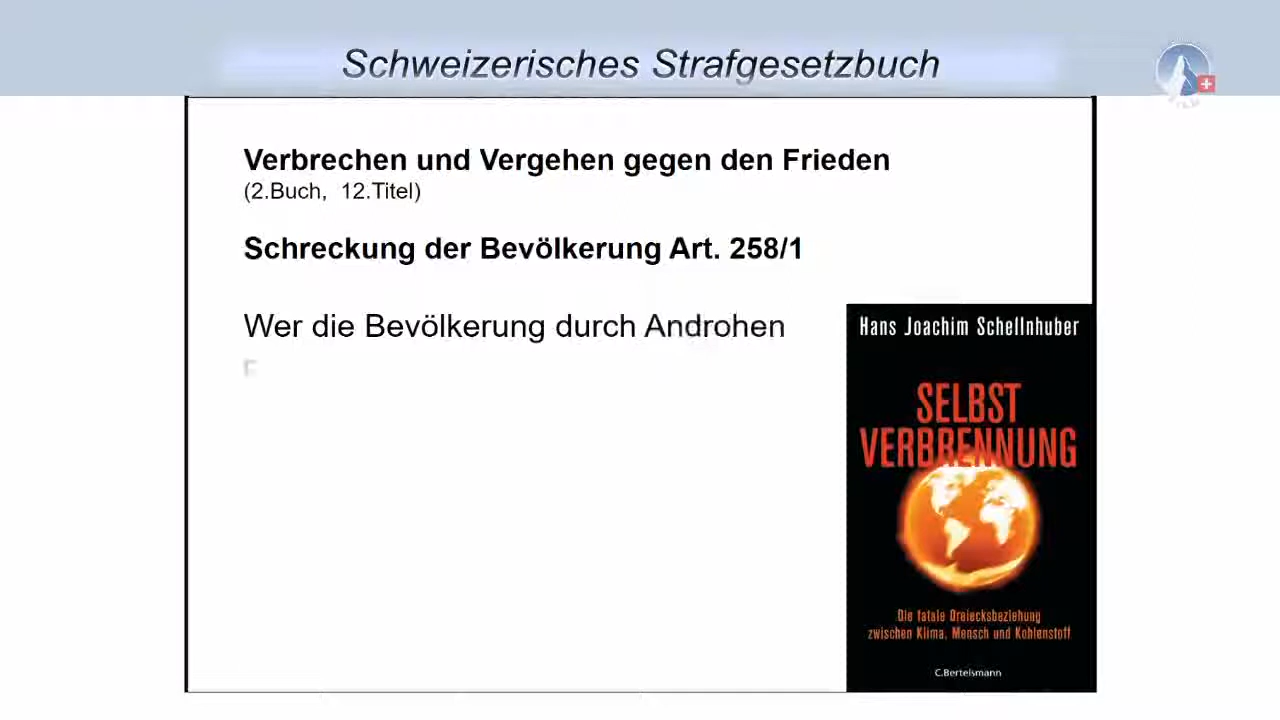 Schweizerisches Strafgesetzbuch
Verbrechen und Vergehen gegen den Frieden
(2.Buch, 12.Titel)
Schreckung der Bevölkerung Art. 258/1
Wer die Bevölkerung durch Androhen
Hans Joachim Schellnhuber
SELBST
VERBRENNUNG
Die fatale Dreiecksbeziehung
zwischen Klima, Mensch und Kohlenstoff
C.Bertelsmann